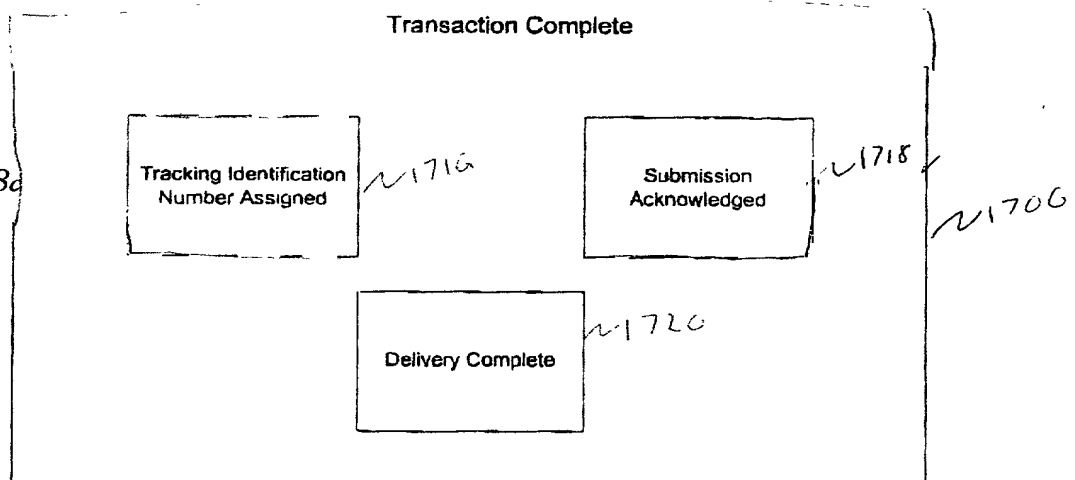 Transaction Complete
Tracking Identification
Number Assigned
1716
Submission
Acknowledged
1718
1706
Delivery Complete
1720